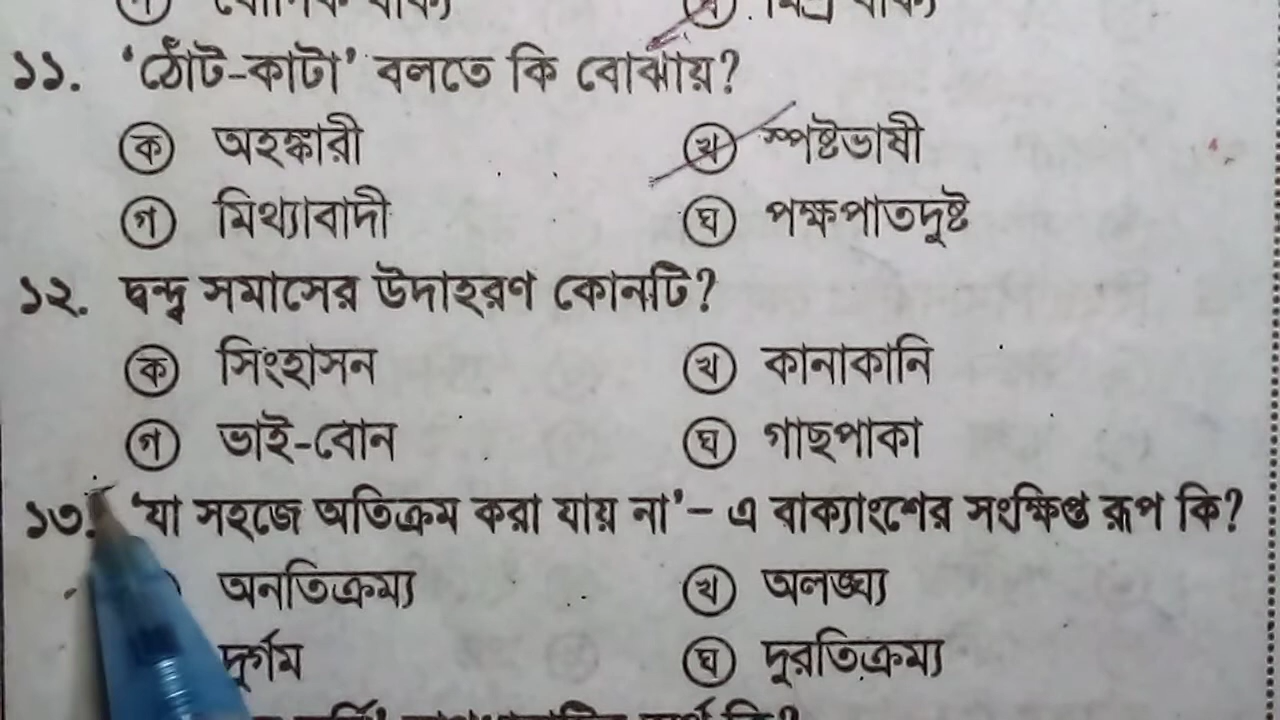 যৌগিক বাক্য মিশ্র বাক্য
১১. ‘ঠোঁট-কাটা’ বলতে কি বোঝায়?
ক অহঙ্কারী খ স্পষ্টভাষী
গ মিথ্যাবাদী ঘ পক্ষপাতদুষ্ট
১২. দ্বন্দ্ব সমাসের উদাহরণ কোনটি?
ক সিংহাসন খ কানাকানি
গ ভাই-বোন ঘ গাছপাকা
১৩. ‘যা সহজে অতিক্রম করা যায় না’– এ বাক্যাংশের সংক্ষিপ্ত রূপ কি?
অনতিক্রম্য খ অলঙ্ঘ্য
দুর্গম ঘ দুরতিক্রম্য